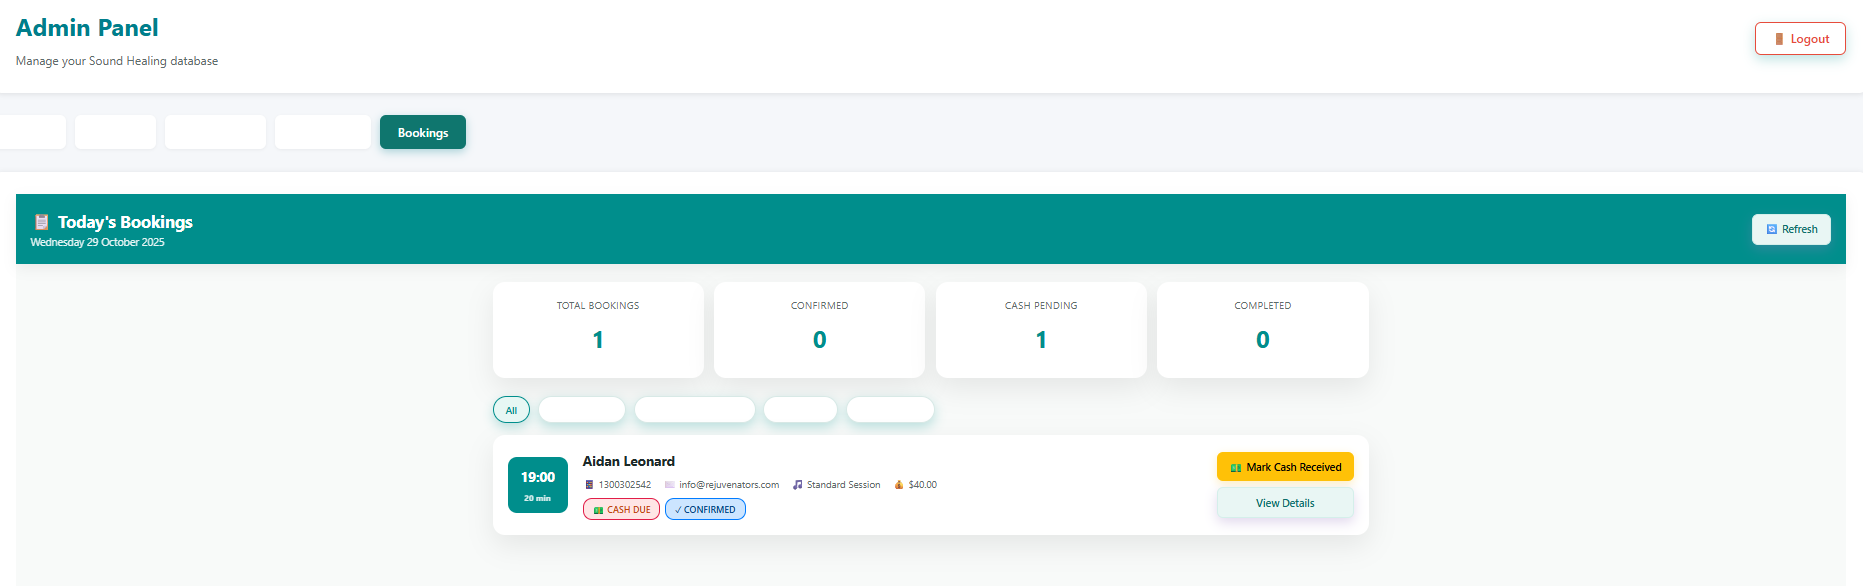 Admin Panel
Manage your Sound Healing database
Logout
Bookings
Today's Bookings
Wednesday 29 October 2025
Refresh
TOTAL BOOKINGS
1
CONFIRMED
0
CASH PENDING
1
COMPLETED
0
All
19:00
20 min
Aidan Leonard
1300302542 info@rejuvenators.com Standard Session $40.00
CASH DUE ✓ CONFIRMED
Mark Cash Received
View Details